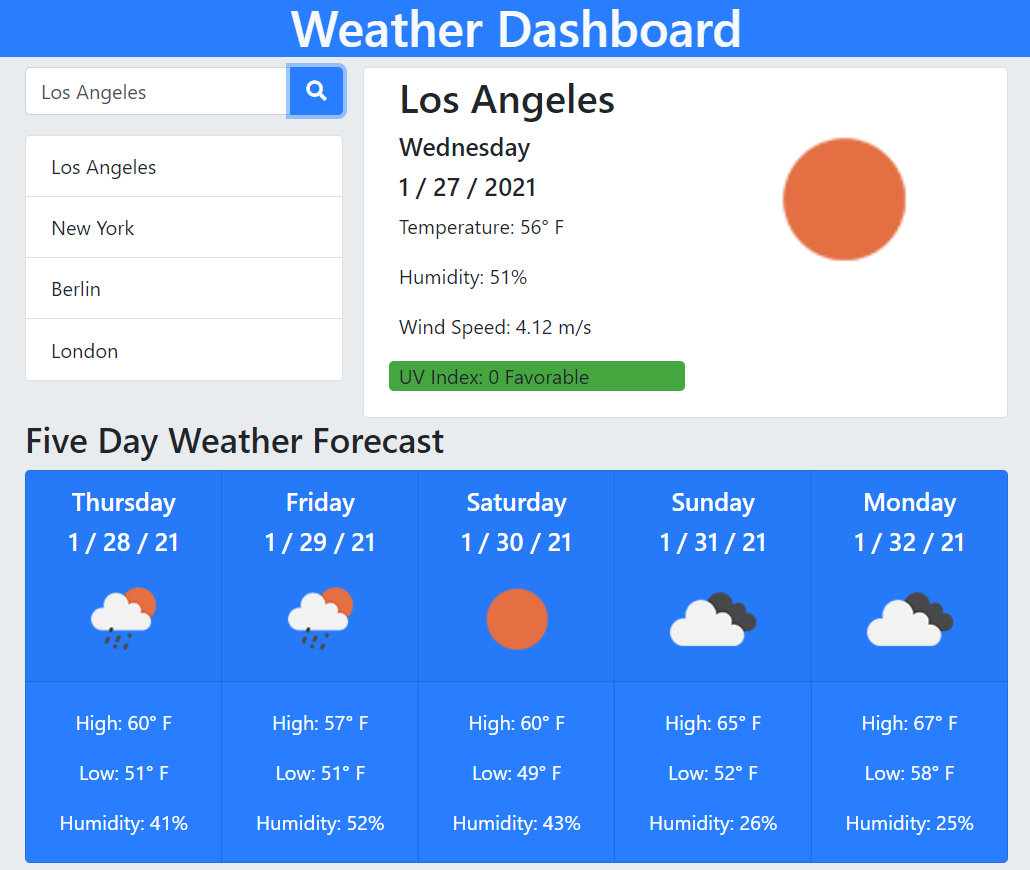 Weather Dashboard
Los Angeles
Los Angeles
New York
Berlin
London
Los Angeles
Wednesday
1 / 27 / 2021
Temperature: 56° F
Humidity: 51%
Wind Speed: 4.12 m/s
UV Index: 0 Favorable
Five Day Weather Forecast
Thursday
1 / 28 / 21
High: 60° F
Low: 51° F
Humidity: 41%
Friday
1 / 29 / 21
High: 57° F
Low: 51° F
Humidity: 52%
Saturday
1 / 30 / 21
High: 60° F
Low: 49° F
Humidity: 43%
Sunday
1 / 31 / 21
High: 65° F
Low: 52° F
Humidity: 26%
Monday
1 / 32 / 21
High: 67° F
Low: 58° F
Humidity: 25%